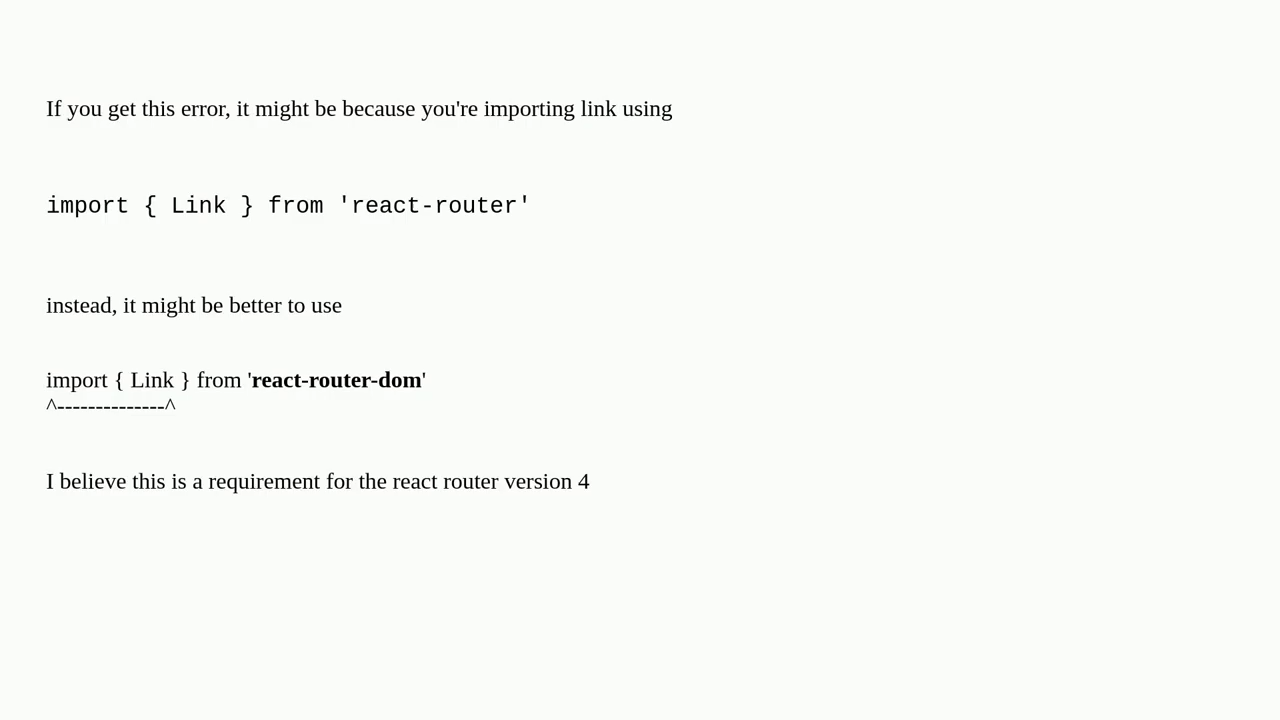 If you get this error, it might be because you're importing link using
import { Link } from 'react-router'
instead, it might be better to use
import { Link } from 'react-router-dom'
^--------------^
I believe this is a requirement for the react router version 4